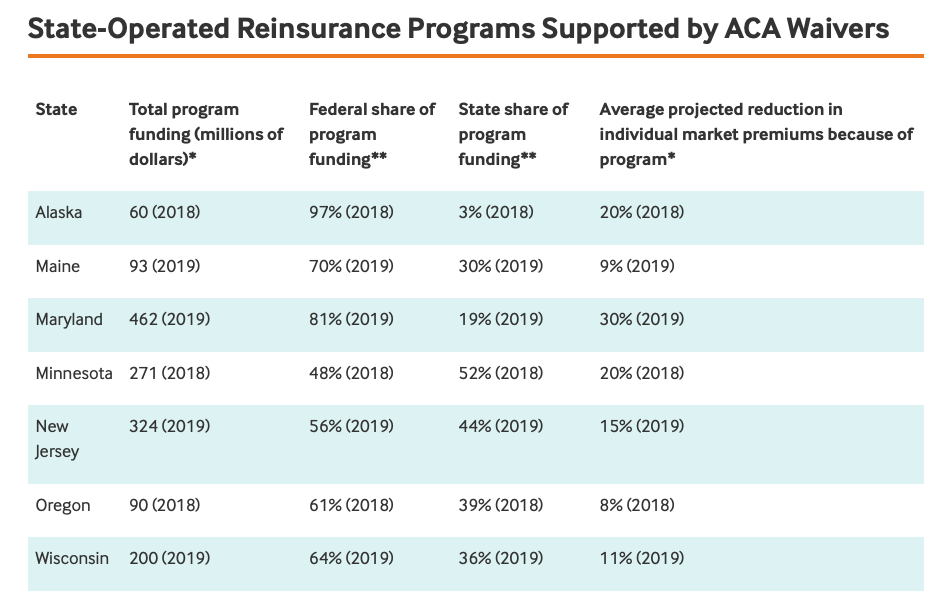 State-Operated Reinsurance Programs Supported by ACA Waivers
State Total program funding (millions of dollars)* Federal share of program funding** State share of program funding** Average projected reduction in individual market premiums because of program*
Alaska 60 (2018) 97% (2018) 3% (2018) 20% (2018)
Maine 93 (2019) 70% (2019) 30% (2019) 9% (2019)
Maryland 462 (2019) 81% (2019) 19% (2019) 30% (2019)
Minnesota 271 (2018) 48% (2018) 52% (2018) 20% (2018)
New Jersey 324 (2019) 56% (2019) 44% (2019) 15% (2019)
Oregon 90 (2018) 61% (2018) 39% (2018) 8% (2018)
Wisconsin 200 (2019) 64% (2019) 36% (2019) 11% (2019)